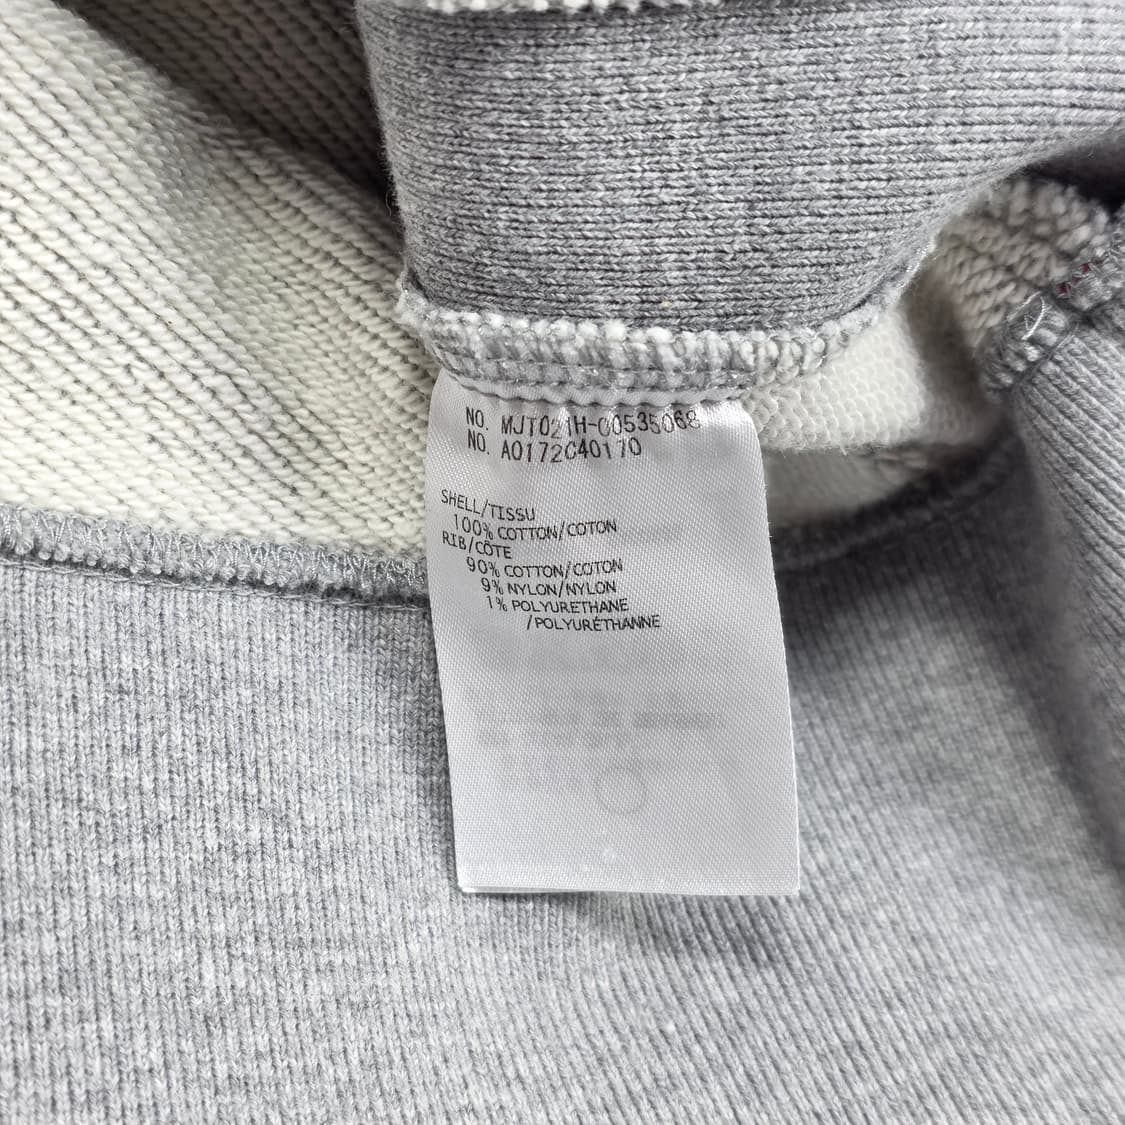 NO. MJT021H-00535068
NO. A0172C40170
SHELL/TISSU
100% COTTON/COTON
RIB/CÔTE
90% COTTON/COTON
9% NYLON/NYLON
1% POLYURETHANE
/POLYURÉTHANNE